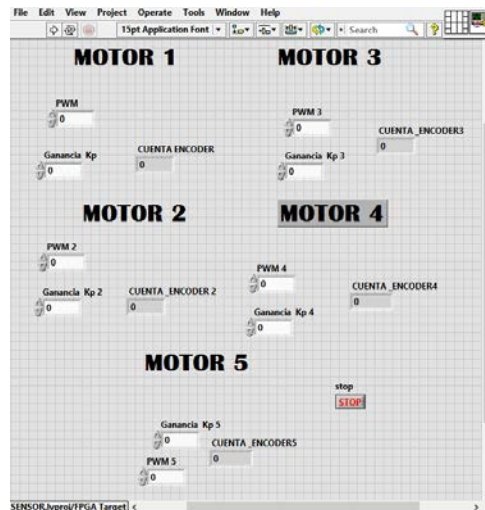 File Edit View Project Operate Tools Window Help
15pt Application Font Search
MOTOR 1
PWM
0
Ganancia Kp
0
CUENTA ENCODER
0
MOTOR 3
PWM 3
0
CUENTA_ENCODER3
0
Ganancia Kp 3
0
MOTOR 2
PWM 2
0
Ganancia Kp 2
0
CUENTA_ENCODER 2
0
MOTOR 4
PWM 4
0
CUENTA_ENCODER4
0
Ganancia Kp 4
0
MOTOR 5
stop
STOP
Ganancia Kp 5
0
CUENTA_ENCODER5
0
PWM 5
0
SENSOR.lvproj/FPGA Target